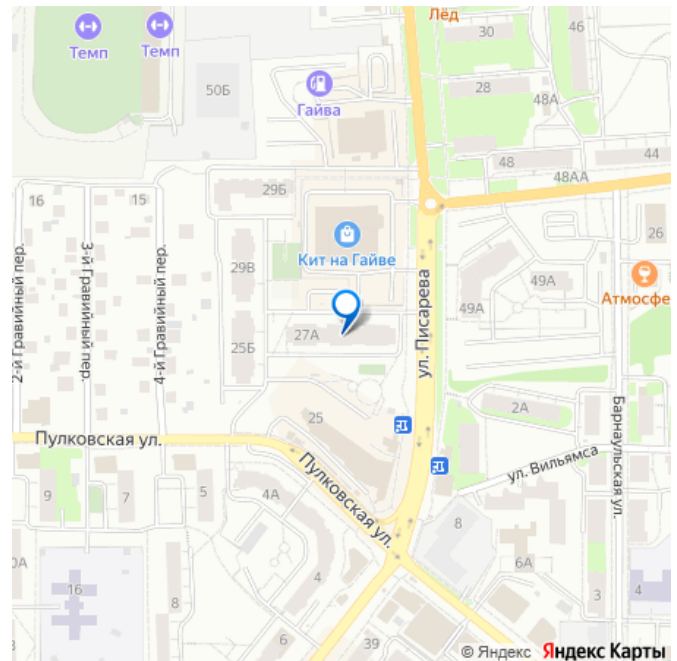 Лёд
30
46
Темп
Темп
50Б
Гайва
28
48А
48
44
48АА
16
15
29Б
26
Кит на Гайве
29В
49А
49А
Атмосфе
2-й Гравийный пер.
3-й Гравийный пер.
4-й Гравийный пер.
ул. Писарева
27А
25Б
2А
25
Барнаульская ул.
Пулковская ул.
Пулковская ул.
ул. Вильямса
9
7
5
4А
8
6А
0А
16
8
4
3
4
6
39
© Яндекс Яндекс Карты